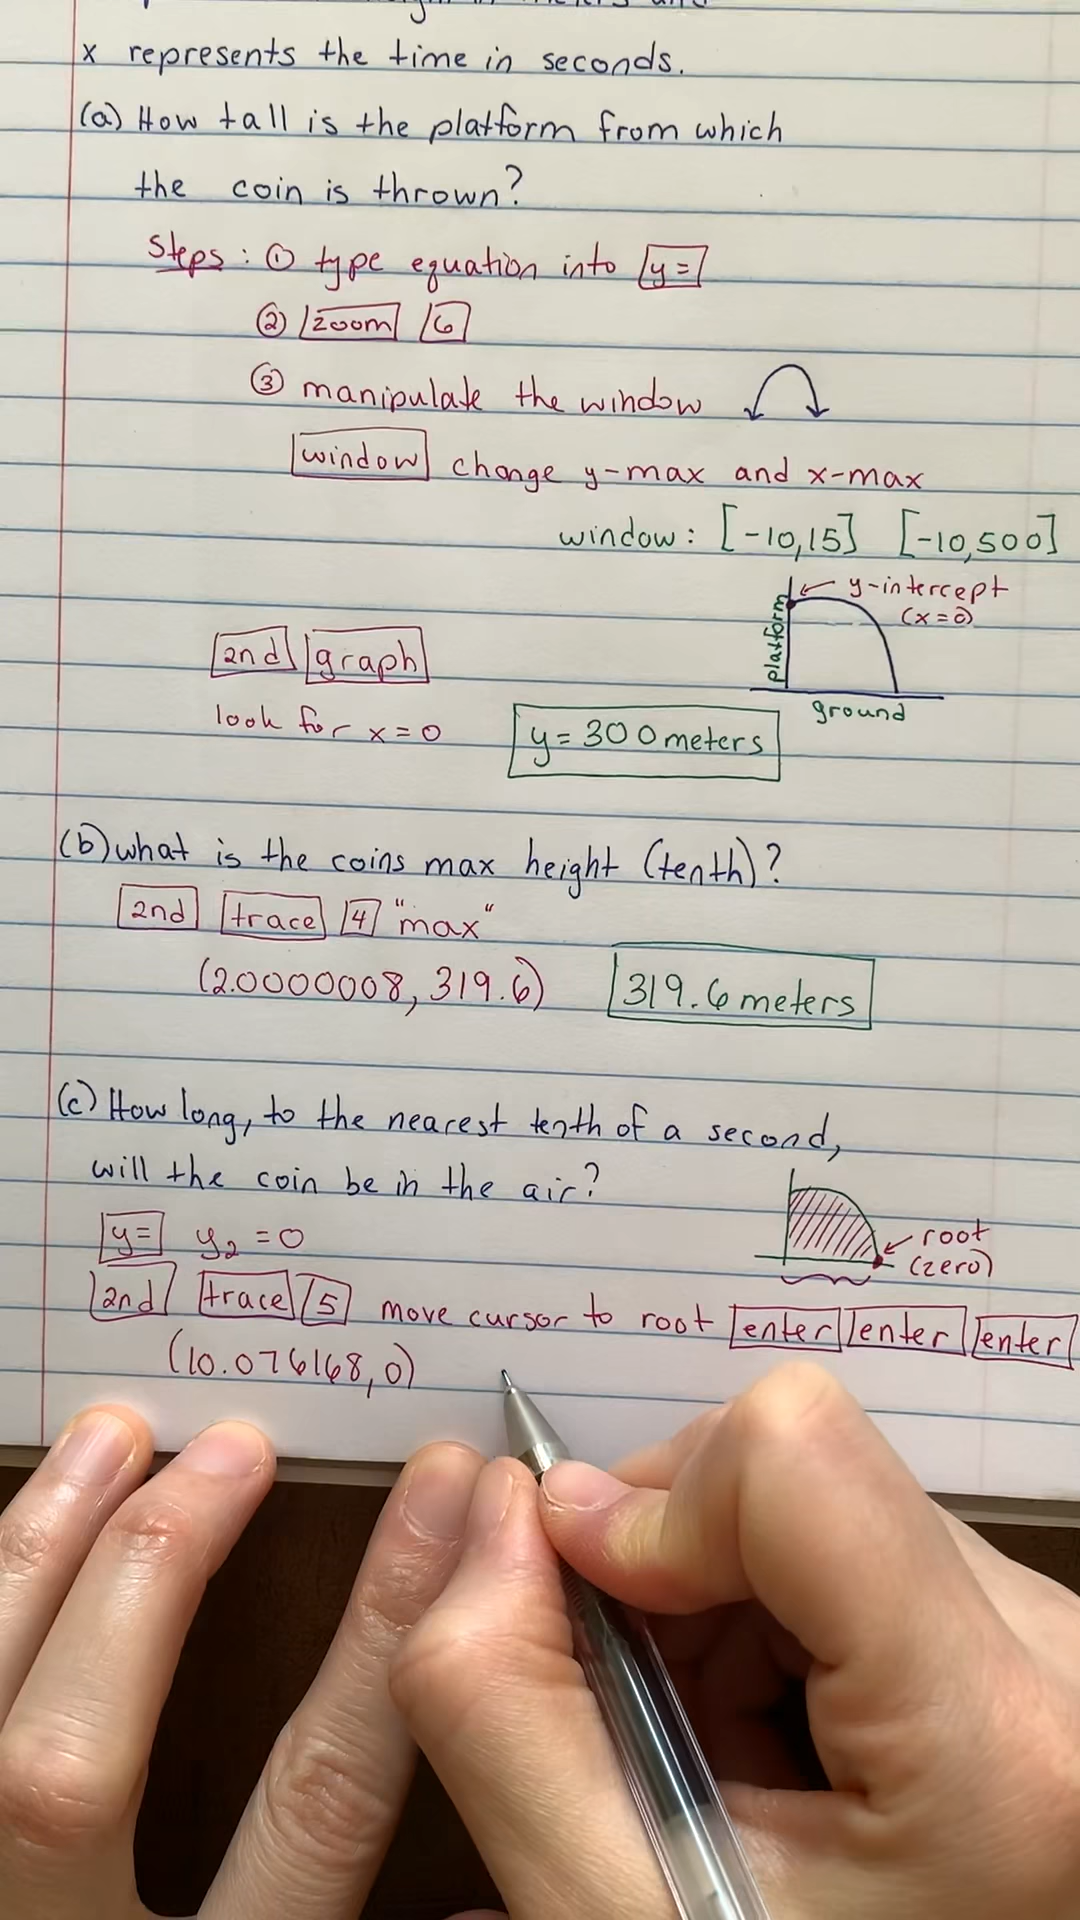 x represents the time in seconds.
(a) How tall is the platform from which
the coin is thrown?
Steps: ① type equation into y=
② zoom 6
③ manipulate the window
window change y-max and x-max
window: [-10,15] [-10,500]
y-intercept
(x=0)
platform
ground
2nd graph
look for x=0
y=300meters
(b) what is the coins max height (tenth)?
2nd trace 4 "max"
(2.0000008, 319.6)
319.6 meters
(c) How long, to the nearest tenth of a second,
will the coin be in the air?
root
(zero)
y= y₂=0
2nd trace 5 move cursor to root enter enter enter
(10.076168,0)